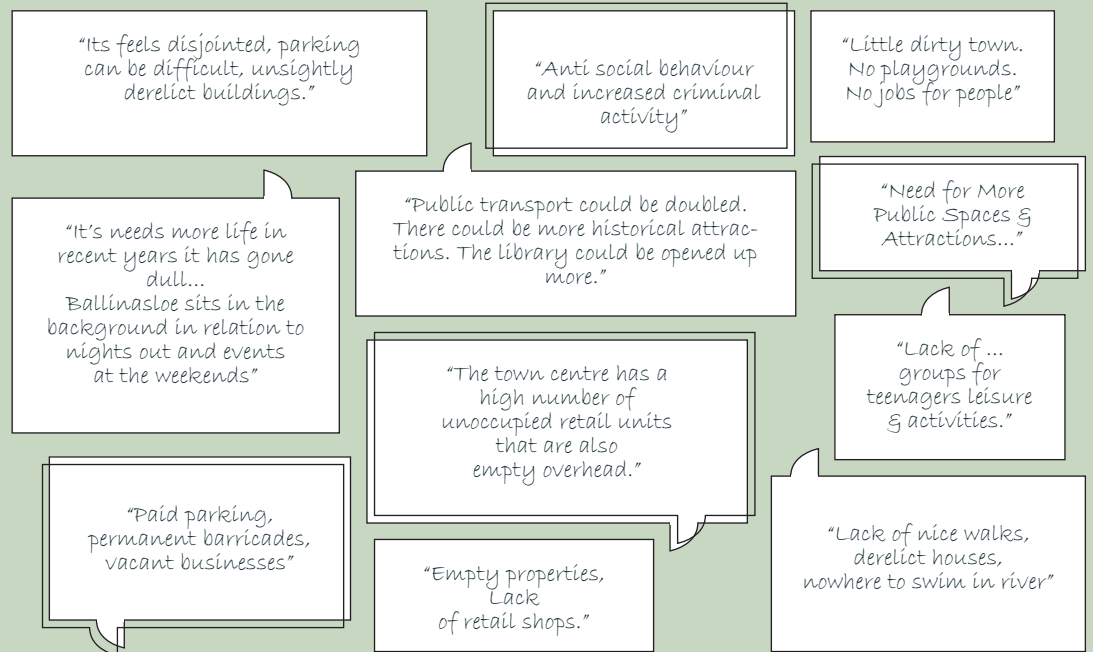 “Its feels disjointed, parking
can be difficult, unsightly
derelict buildings.”
“Anti social behaviour
and increased criminal
activity”
“Little dirty town.
No playgrounds.
No jobs for people”
“It’s needs more life in
recent years it has gone
dull...
Ballinasloe sits in the
background in relation to
nights out and events
at the weekends”
“Public transport could be doubled.
There could be more historical attrac-
tions. The library could be opened up
more.”
“Need for More
Public Spaces &
Attractions...”
“The town centre has a
high number of
unoccupied retail units
that are also
empty overhead.”
“Lack of ...
groups for
teenagers leisure
& activities.”
“Paid parking,
permanent barricades,
vacant businesses”
“Empty properties,
Lack
of retail shops.”
“Lack of nice walks,
derelict houses,
nowhere to swim in river”